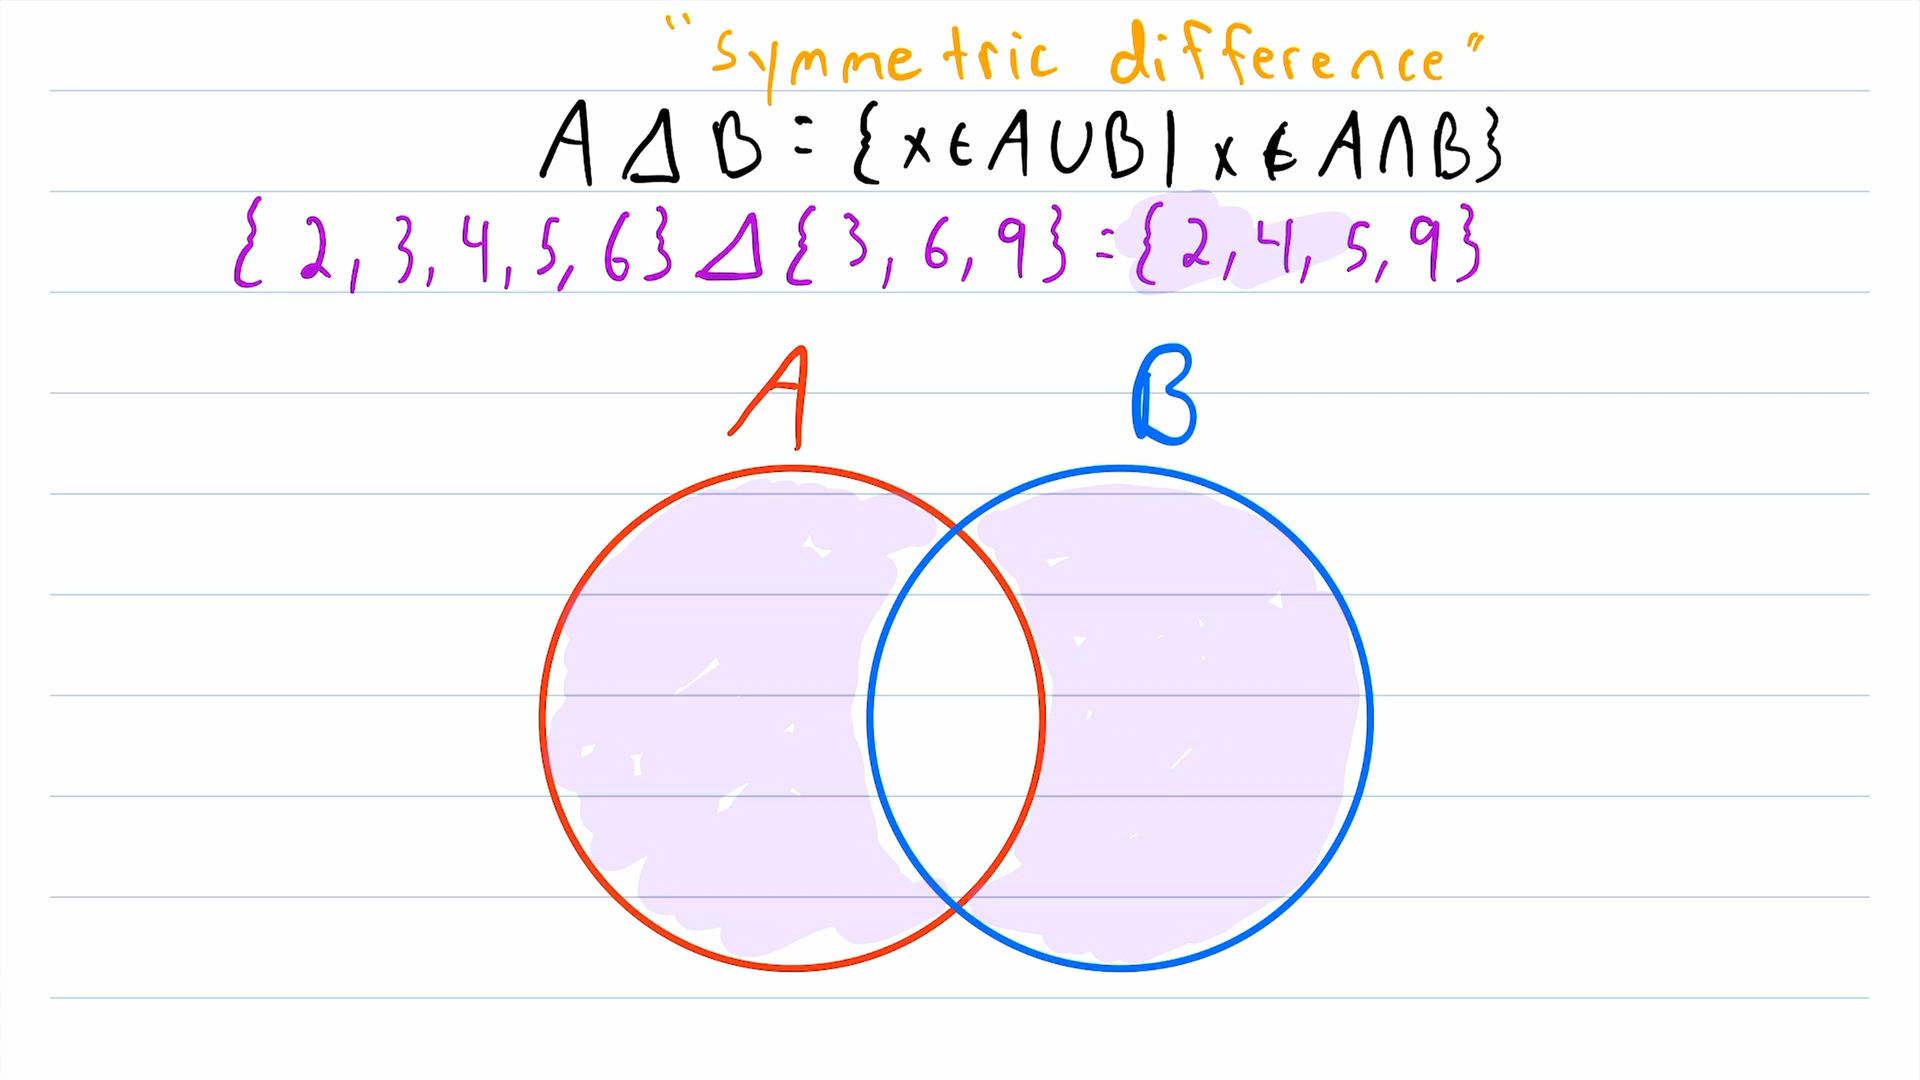 "symmetric difference"
A Δ B = {x ∈ A ∪ B | x ∉ A ∩ B}
{2, 3, 4, 5, 6} Δ {3, 6, 9} = {2, 4, 5, 9}
A B